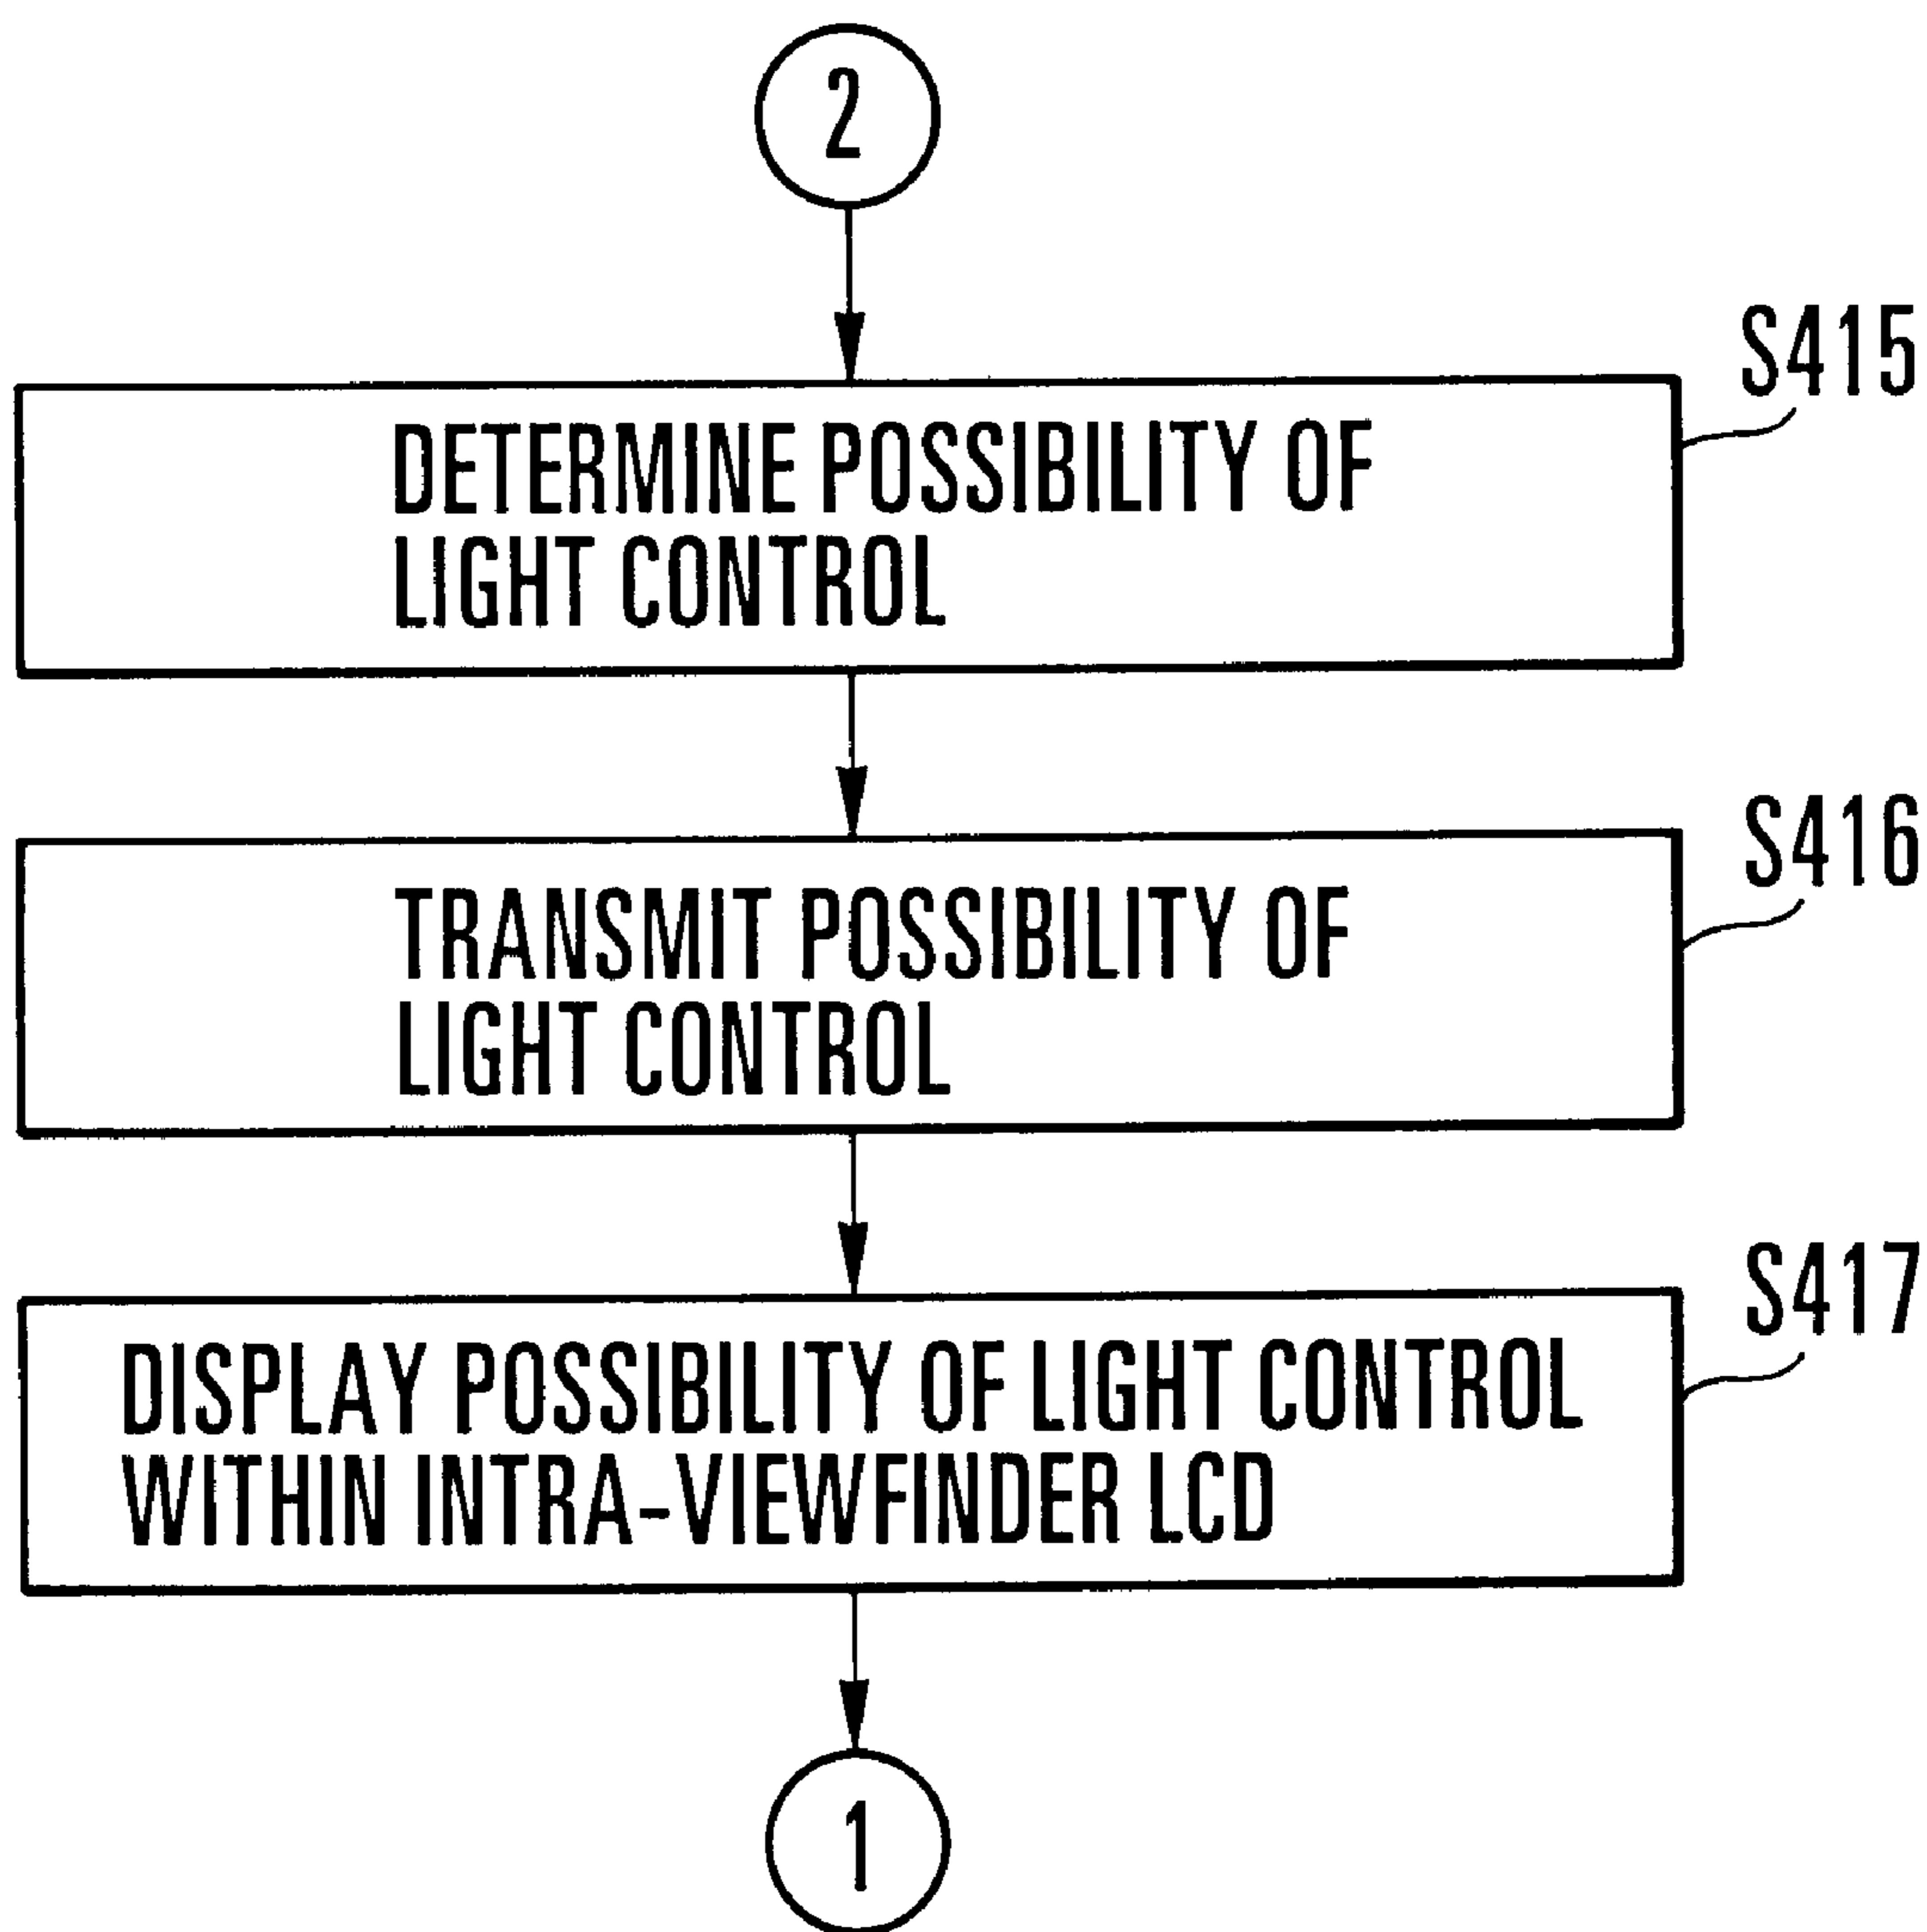 2
S415
DETERMINE POSSIBILITY OF
LIGHT CONTROL
S416
TRANSMIT POSSIBILITY OF
LIGHT CONTROL
S417
DISPLAY POSSIBILITY OF LIGHT CONTROL
WITHIN INTRA-VIEWFINDER LCD
1